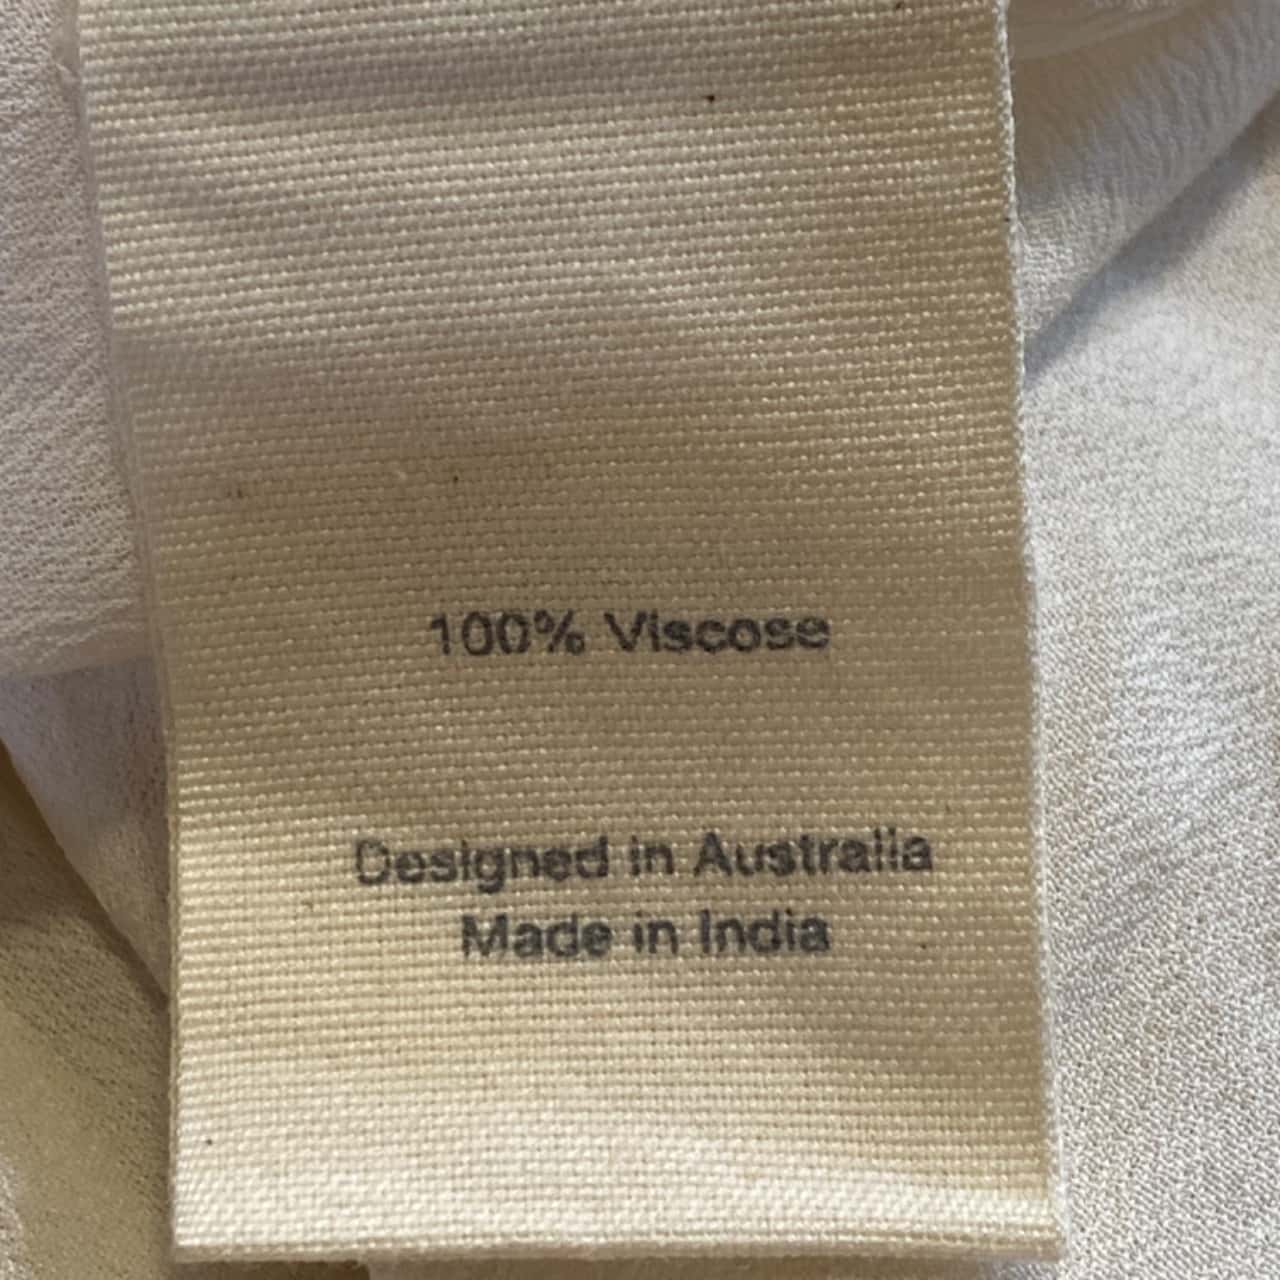 100% Viscose
Designed in Australia
Made in India